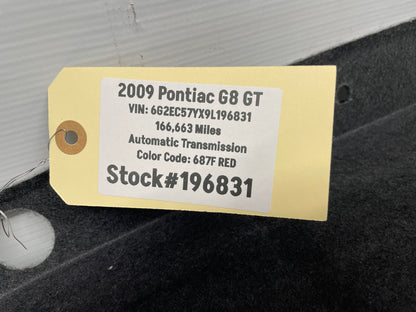 2009 Pontiac G8 GT
VIN: 6G2EC57YX9L196831
166,663 Miles
Automatic Transmission
Color Code: 687F RED
Stock#196831